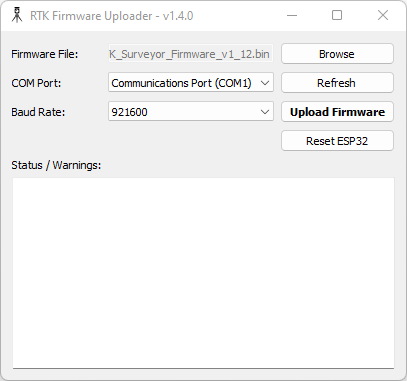 RTK Firmware Uploader - v1.4.0
Firmware File: K_Surveyor_Firmware_v1_12.bin Browse
COM Port: Communications Port (COM1) Refresh
Baud Rate: 921600 Upload Firmware
Reset ESP32
Status / Warnings: